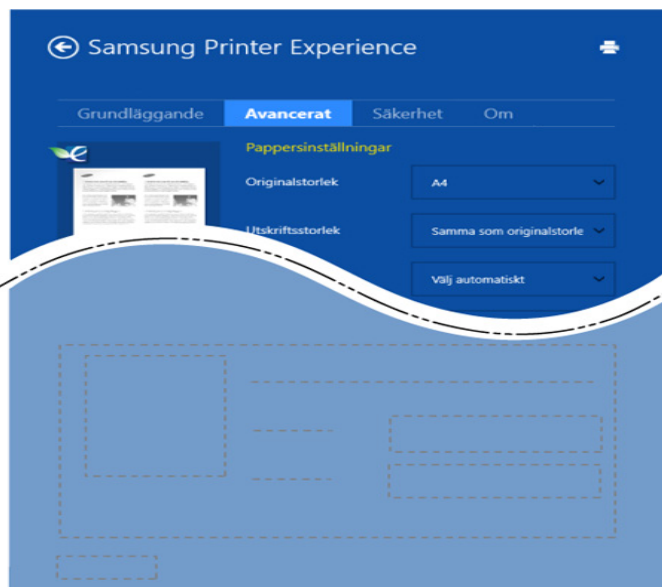 Samsung Printer Experience
Grundläggande Avancerat Säkerhet Om
Pappersinställningar
Originalstorlek A4
Utskriftsstorlek Samma som originalstorle
Välj automatiskt